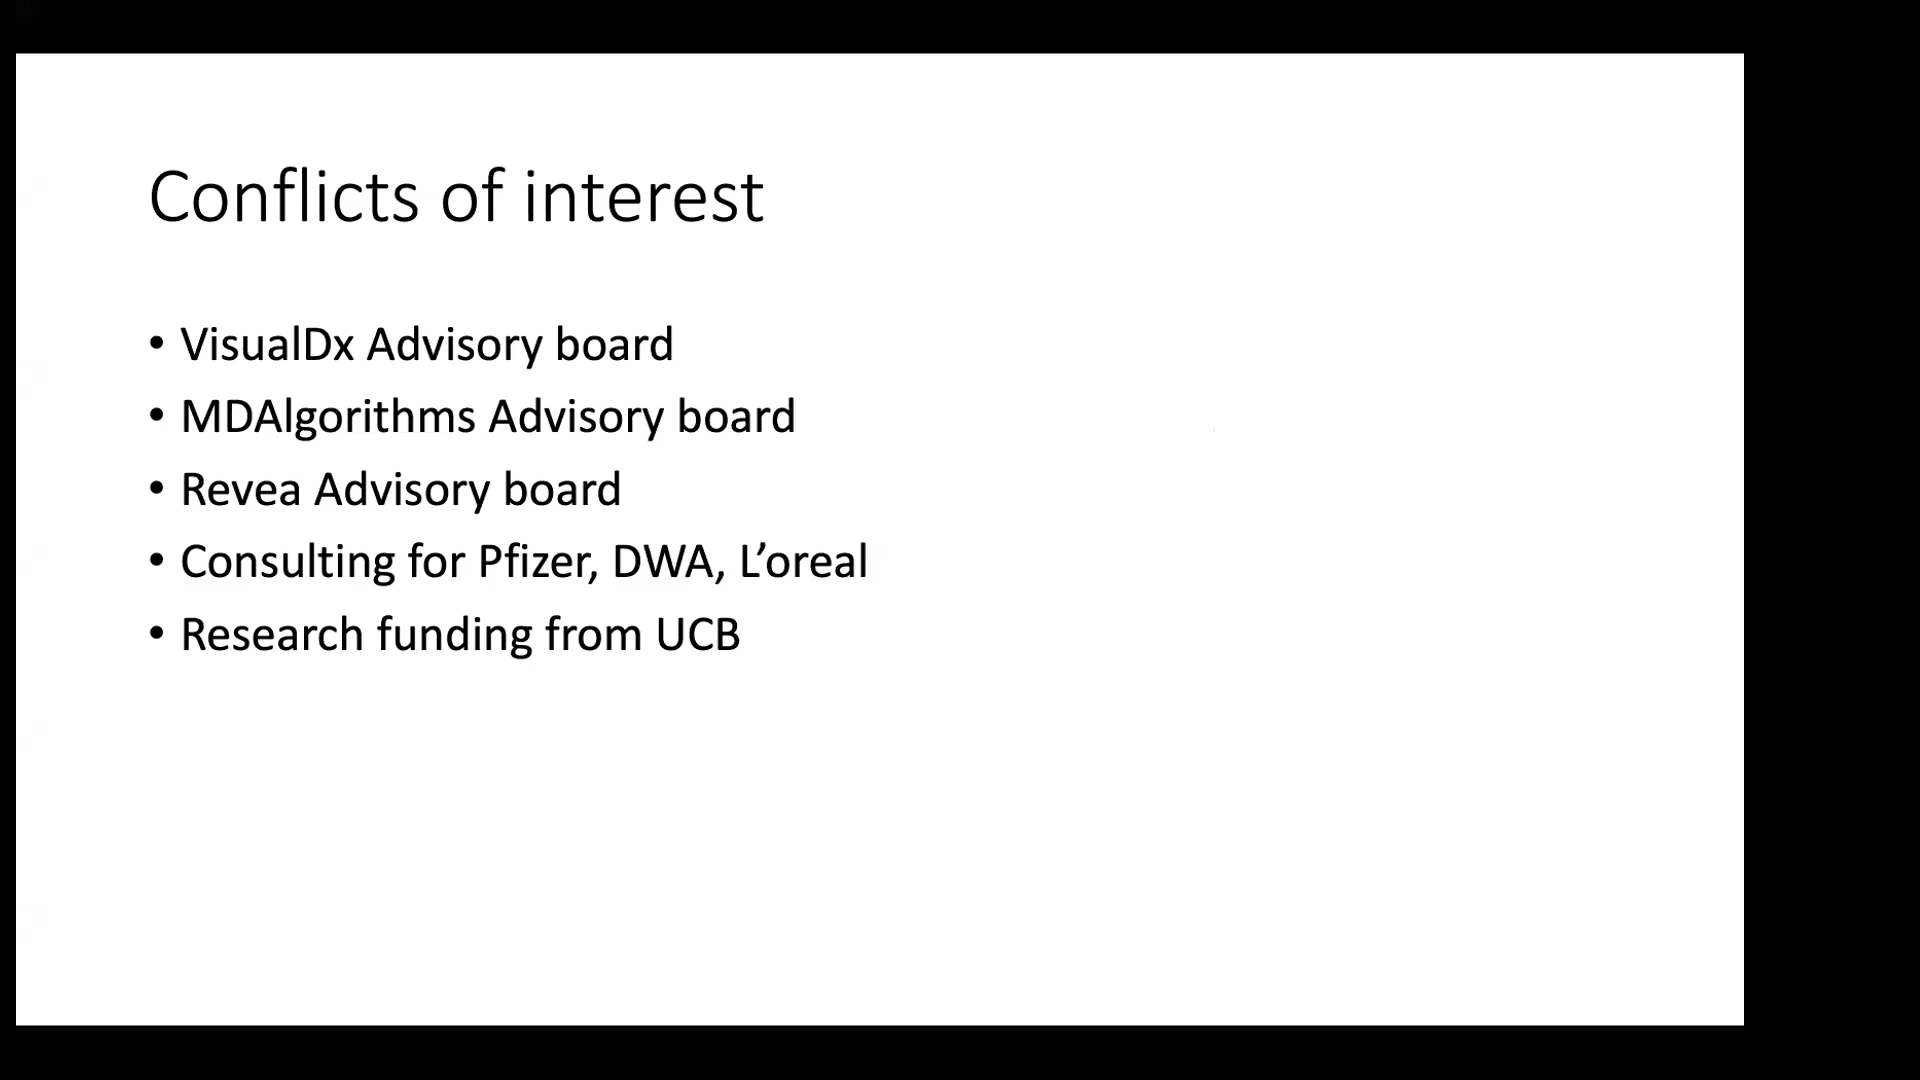 Conflicts of interest
• VisualDx Advisory board
• MDAlgorithms Advisory board
• Revea Advisory board
• Consulting for Pfizer, DWA, L’oreal
• Research funding from UCB